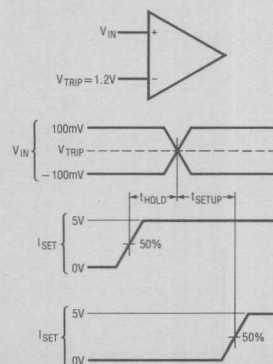 V_IN
+
V_TRIP=1.2V
−
V_IN
100mV
V_TRIP
−100mV
t_HOLD
t_SETUP
I_SET
5V
50%
0V
I_SET
5V
50%
0V